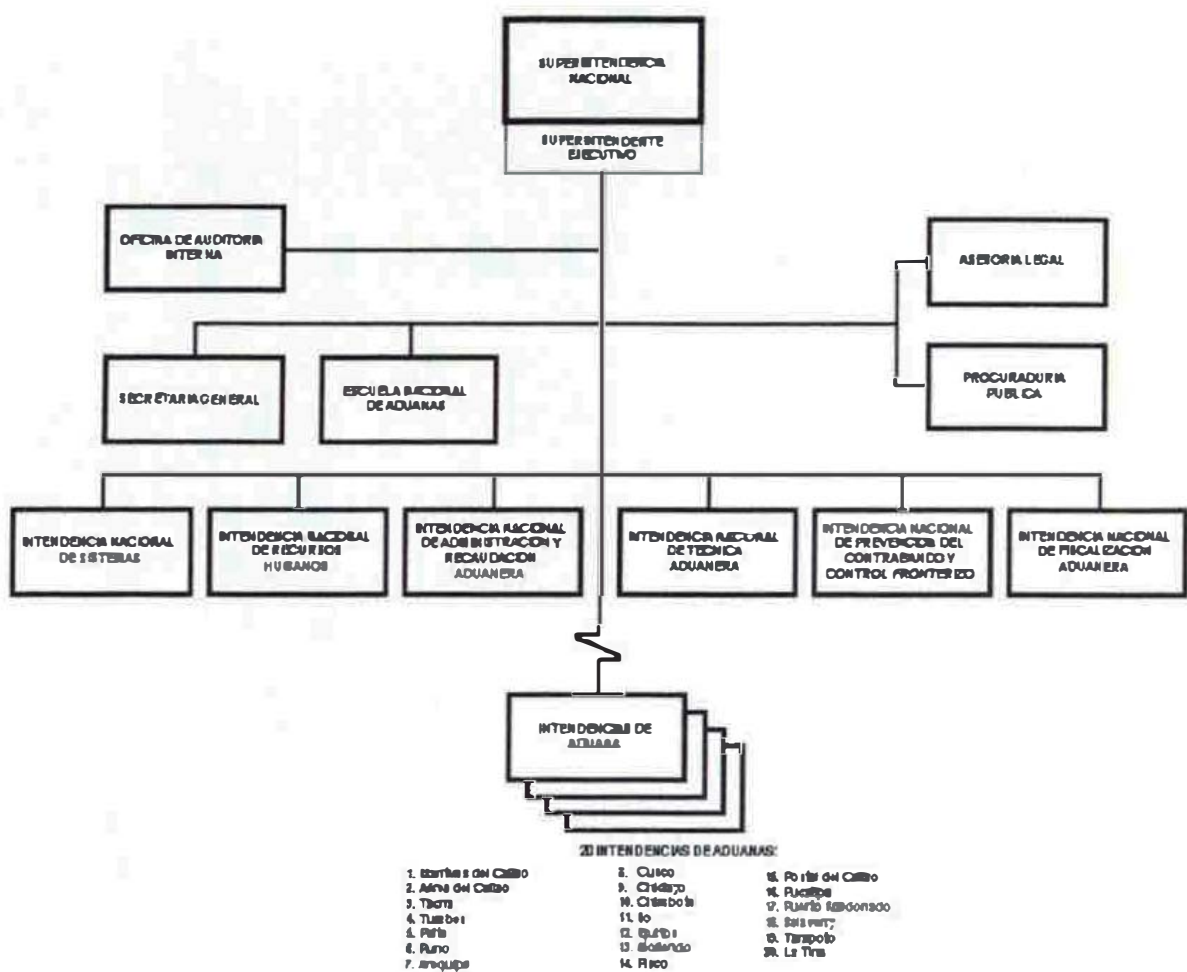 SUPERINTENDENCIA
NACIONAL
SUPERINTENDENTE
EJECUTIVO
OFICINA DE AUDITORIA
INTERNA
ASESORIA LEGAL
SECRETARIA GENERAL
ESCUELA NACIONAL
DE ADUANAS
PROCURADURIA
PUBLICA
INTENDENCIA NACIONAL
DE SISTEMAS
INTENDENCIA NACIONAL
DE RECURSOS
HUMANOS
INTENDENCIA NACIONAL
DE ADMINISTRACION Y
RECAUDACION
ADUANERA
INTENDENCIA NACIONAL
DE TECNICA
ADUANERA
INTENDENCIA NACIONAL
DE PREVENCION DEL
CONTRABANDO Y
CONTROL FRONTERIZO
INTENDENCIA NACIONAL
DE FISCALIZACION
ADUANERA
INTENDENCIAS DE
ADUANA
20 INTENDENCIAS DE ADUANAS:
1. Marítima del Callao
2. Aérea del Callao
3. Tacna
4. Tumbes
5. Paita
6. Puno
7. Arequipa
8. Cusco
9. Chiclayo
10. Chimbote
11. Ilo
12. Iquitos
13. Mollendo
14. Pisco
15. Postal del Callao
16. Pucallpa
17. Puerto Maldonado
18. Salaverry
19. Tarapoto
20. La Tina